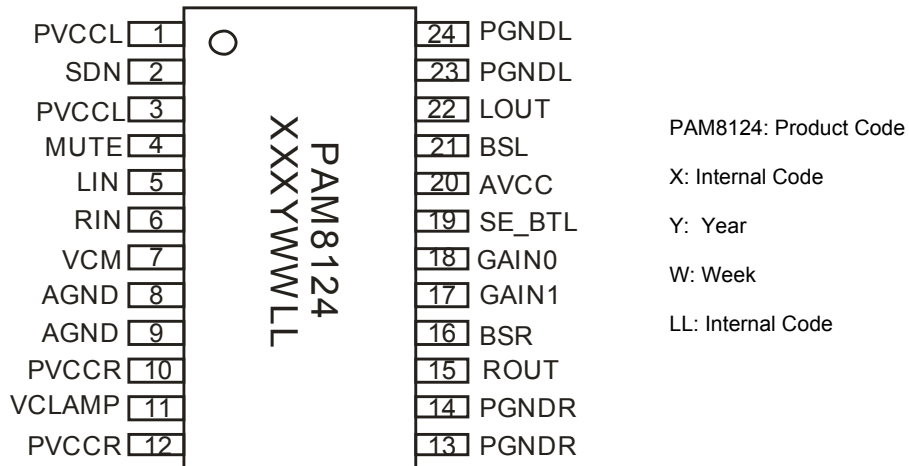 PVCCL 1
SDN 2
PVCCL 3
MUTE 4
LIN 5
RIN 6
VCM 7
AGND 8
AGND 9
PVCCR 10
VCLAMP 11
PVCCR 12
PAM8124
XXXYWWLL
24 PGNDL
23 PGNDL
22 LOUT
21 BSL
20 AVCC
19 SE_BTL
18 GAIN0
17 GAIN1
16 BSR
15 ROUT
14 PGNDR
13 PGNDR
PAM8124: Product Code
X: Internal Code
Y: Year
W: Week
LL: Internal Code